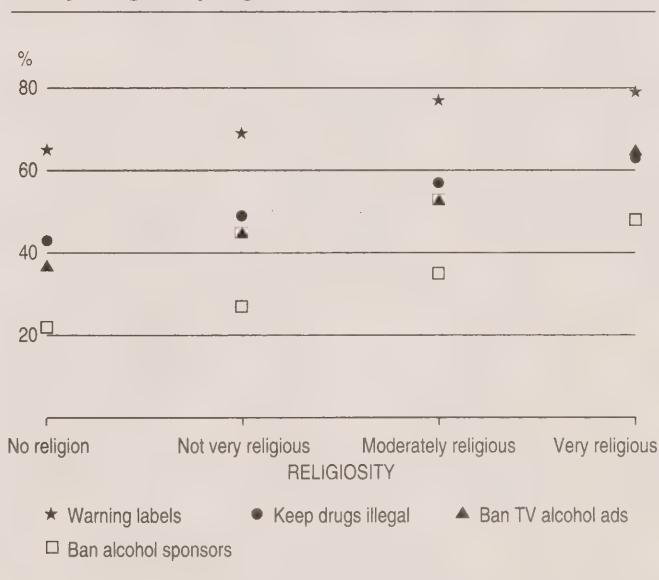 %
80
60
40
20
No religion Not very religious Moderately religious Very religious
RELIGIOSITY
★ Warning labels ● Keep drugs illegal ▲ Ban TV alcohol ads
□ Ban alcohol sponsors